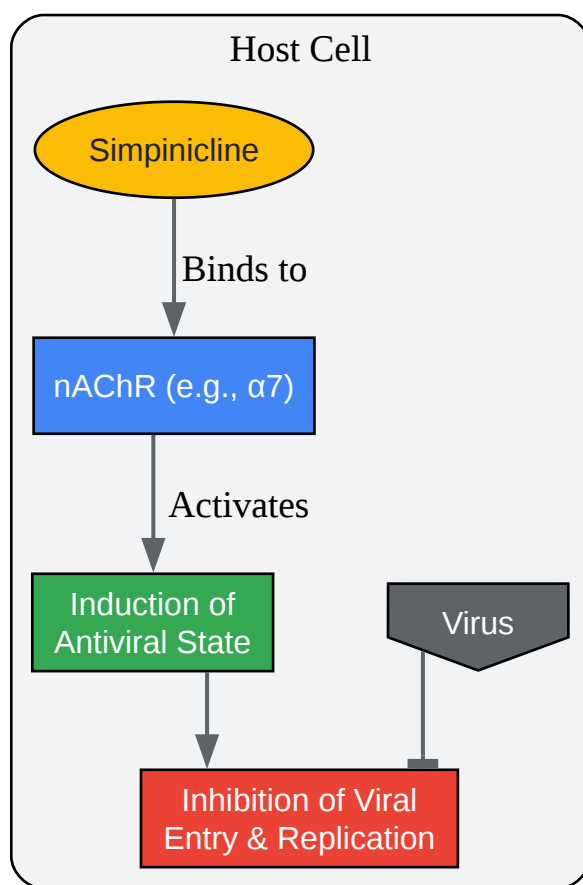 Host Cell
Simpinicline
Binds to
nAChR (e.g., α7)
Activates
Induction of
Antiviral State
Virus
Inhibition of Viral
Entry & Replication